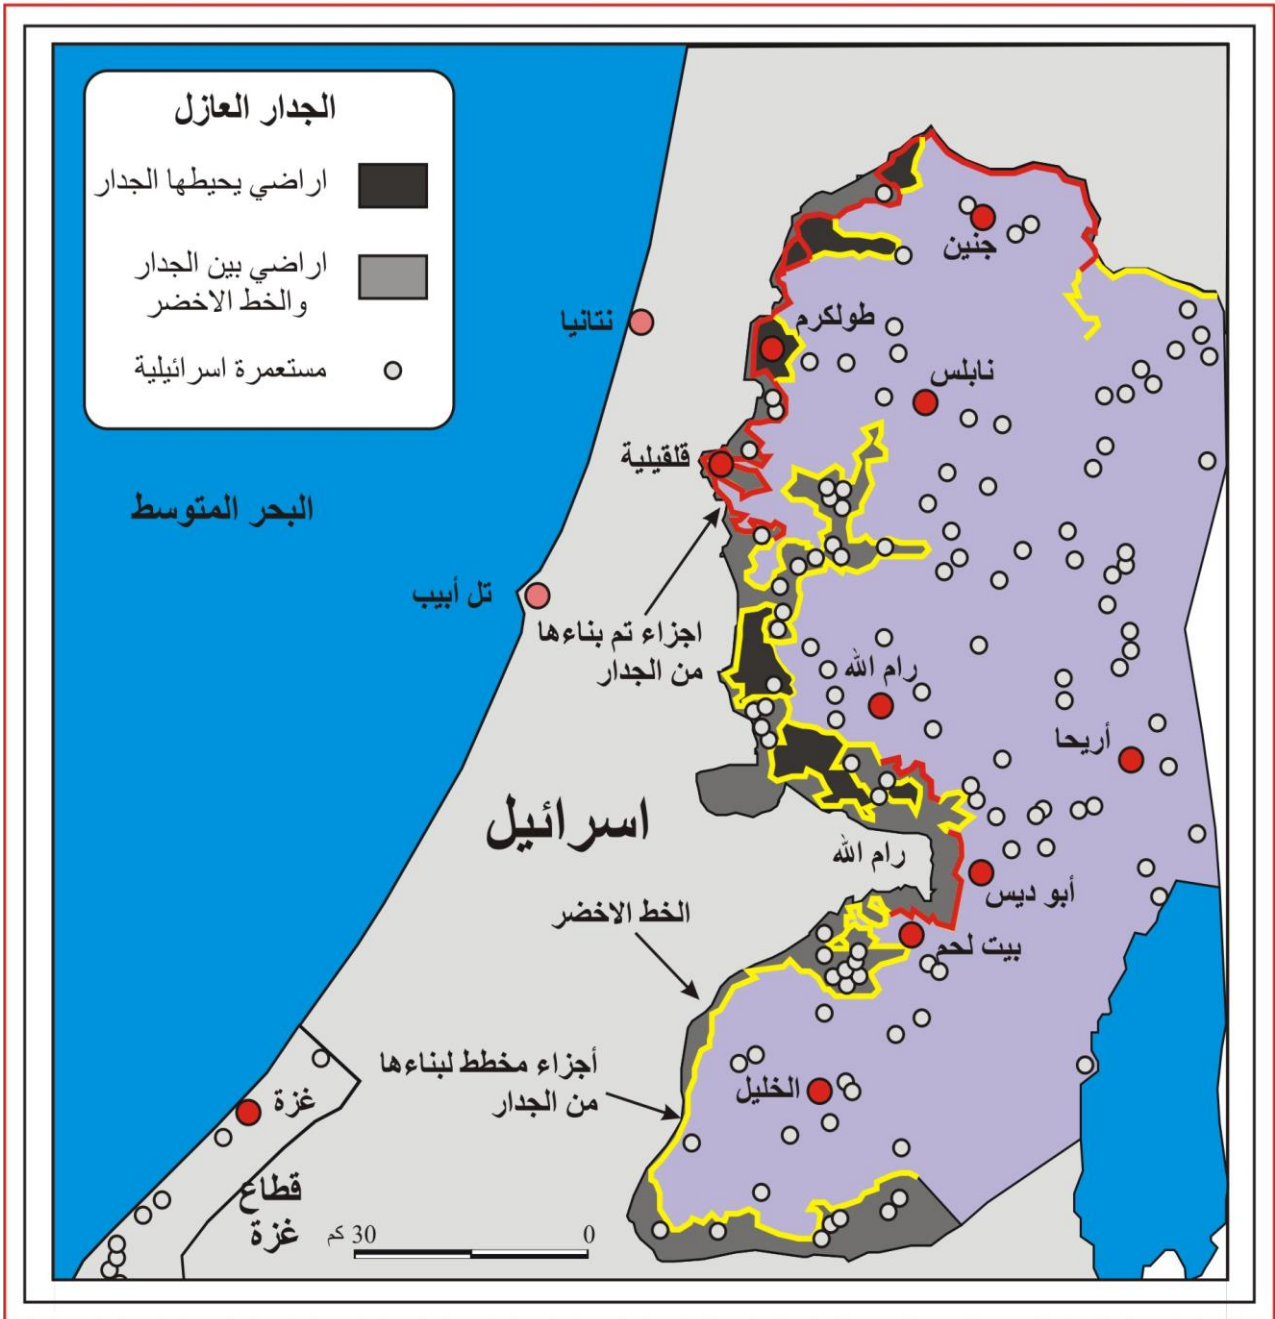 الجدار العازل
اراضي يحيطها الجدار
اراضي بين الجدار
والخط الاخضر
مستعمرة اسرائيلية
جنين
نتانيا
طولكرم
نابلس
قلقيلية
البحر المتوسط
تل أبيب
اجزاء تم بناءها
من الجدار
رام الله
أريحا
اسرائيل
رام الله
أبو ديس
الخط الاخضر
بيت لحم
أجزاء مخطط لبناءها
من الجدار
الخليل
غزة
قطاع
غزة
0 30 كم